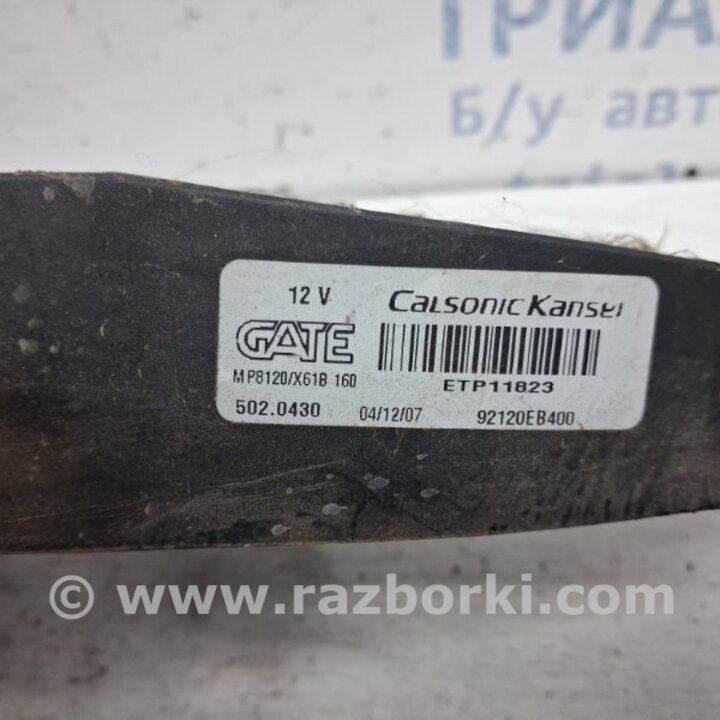 ТРИА
б/у авт
12 V
CALSONIC KANSEI
GATE
MP8120/X61B 160
ETP11823
502.0430 04/12/07 92120EB400
© www.razborki.com